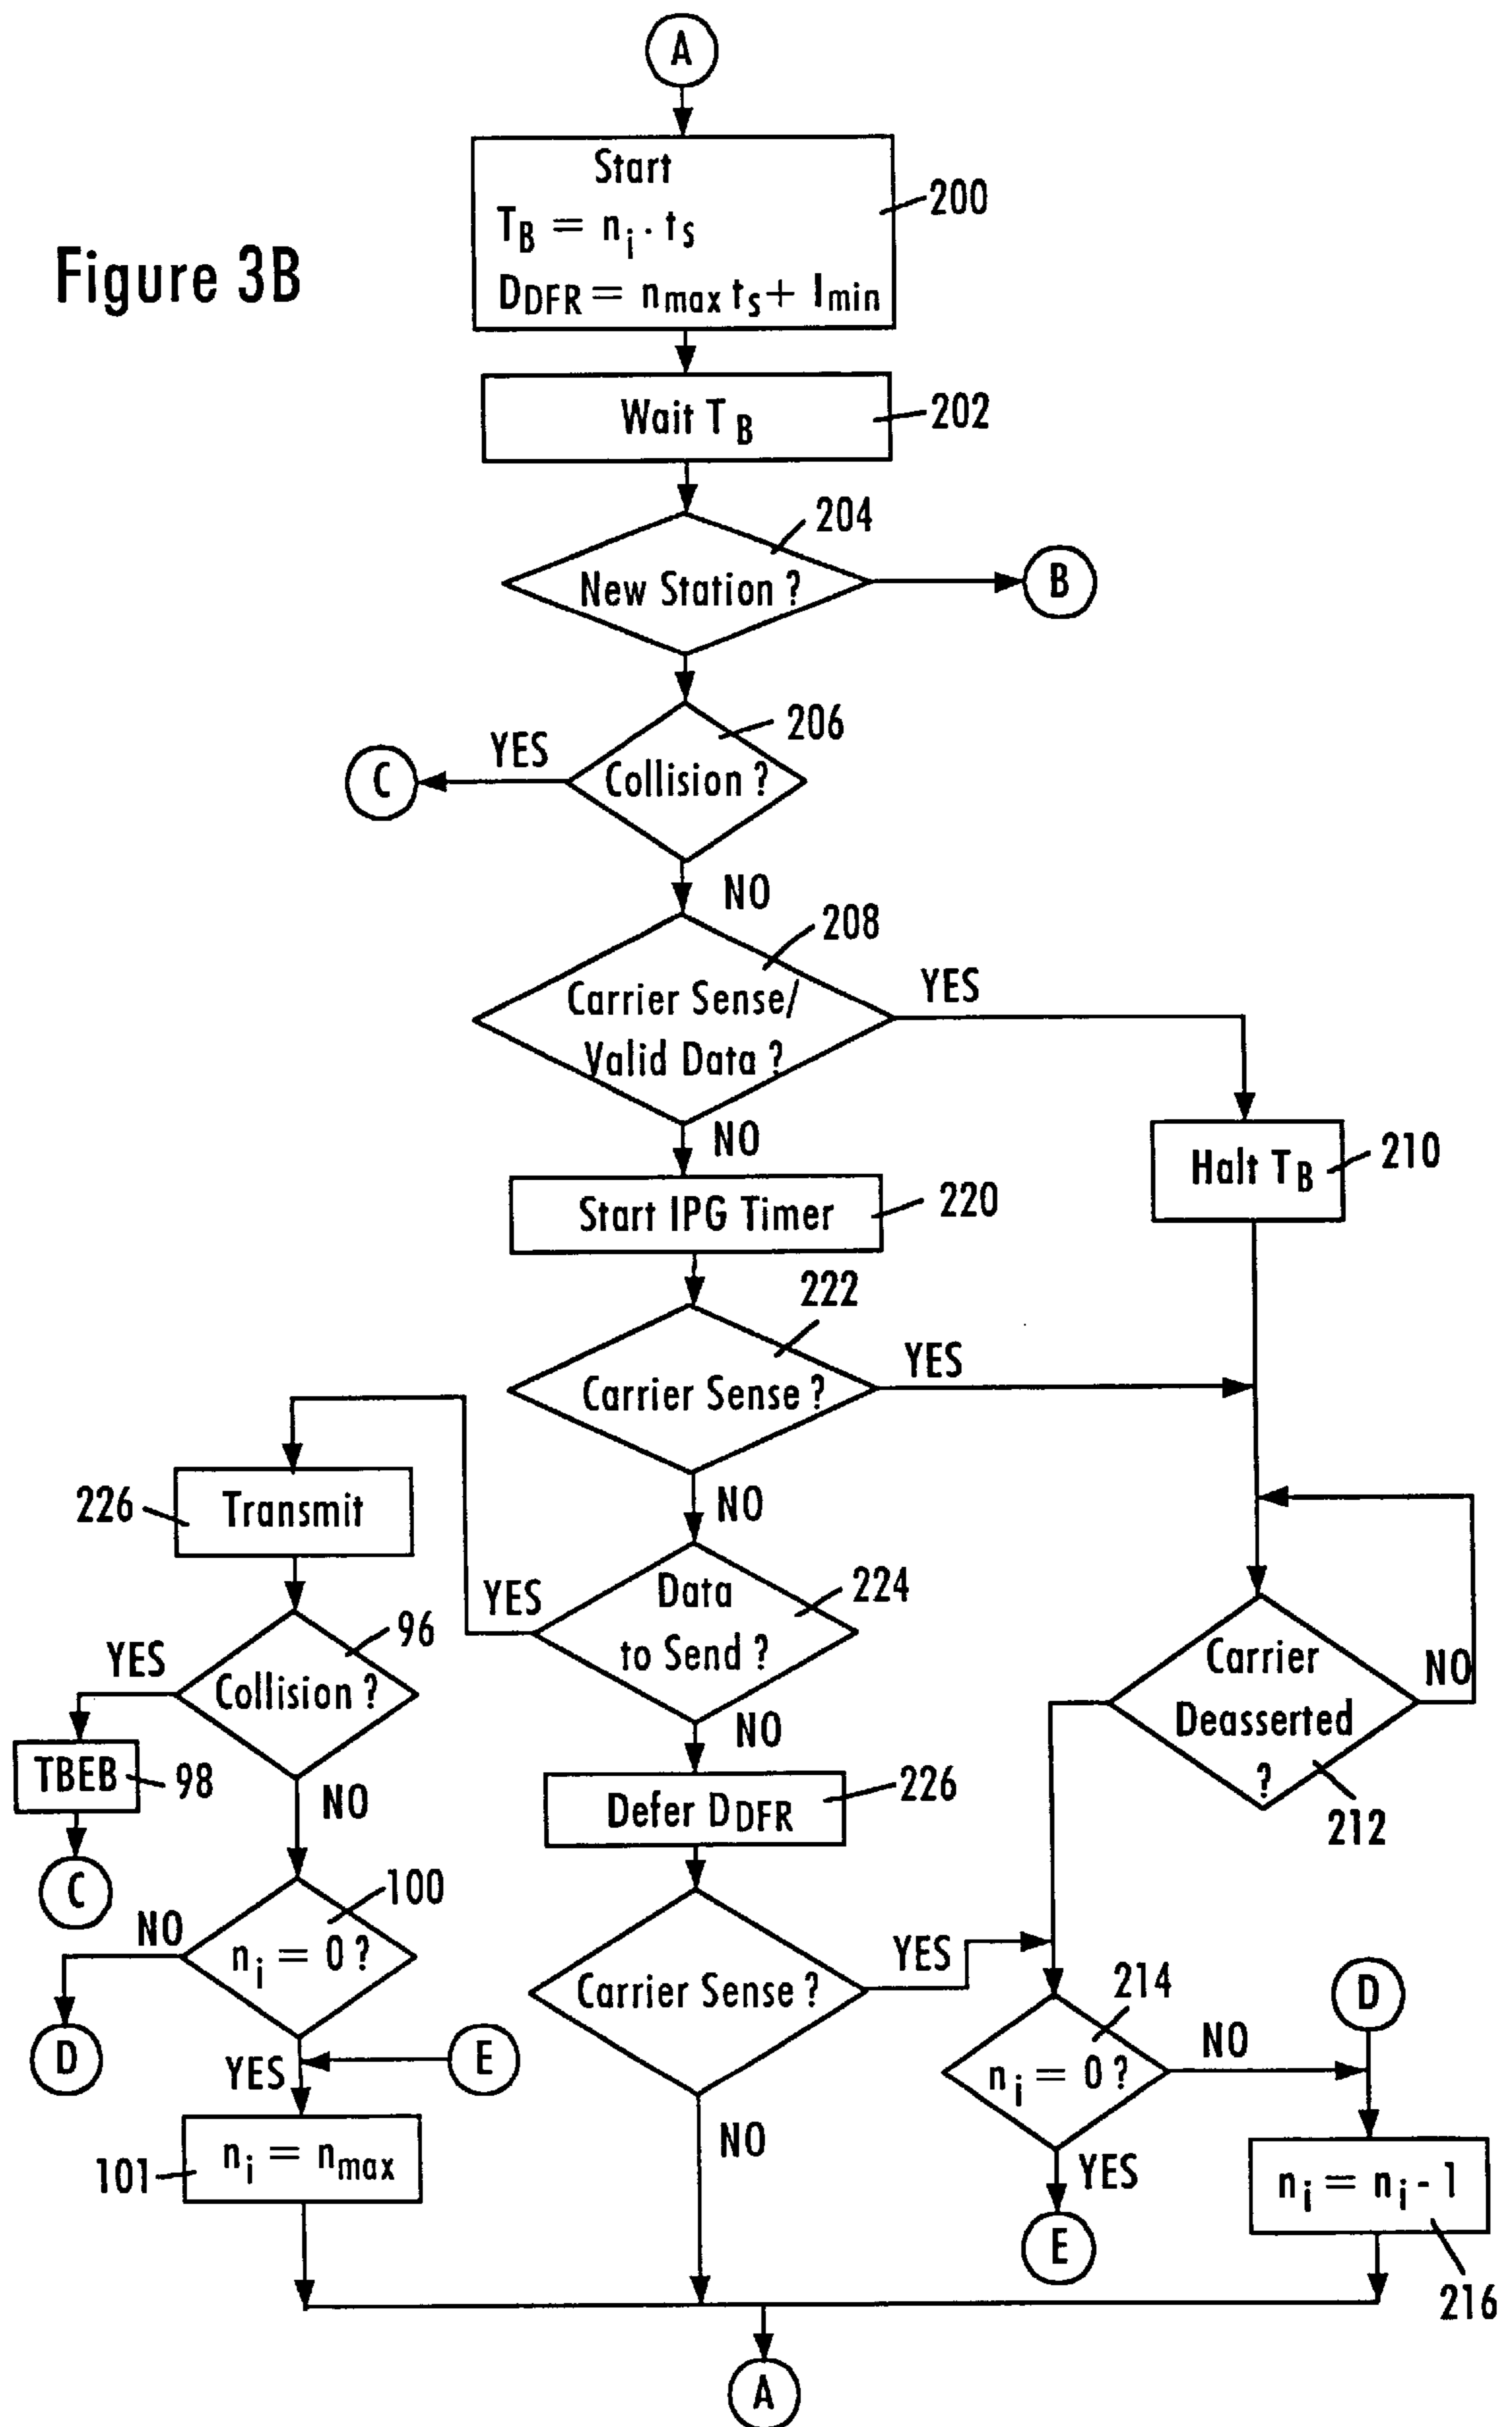 A
Start
T_B = n_i · t_s
D_DFR = n_max t_s + I_min
200
Figure 3B
Wait T_B
202
204
New Station ?
B
206
YES
C
Collision ?
NO
208
Carrier Sense/
Valid Data ?
YES
NO
Halt T_B
210
Start IPG Timer
220
222
YES
Carrier Sense ?
NO
226
Transmit
YES
Data
to Send ?
224
96
YES
Collision ?
Carrier
Deasserted
?
NO
212
NO
TBEB
98
NO
Defer D_DFR
226
C
100
NO
n_i = 0 ?
YES
Carrier Sense ?
214
D
D
E
NO
YES
n_i = 0 ?
NO
101
n_i = n_max
YES
n_i = n_i - 1
E
216
A